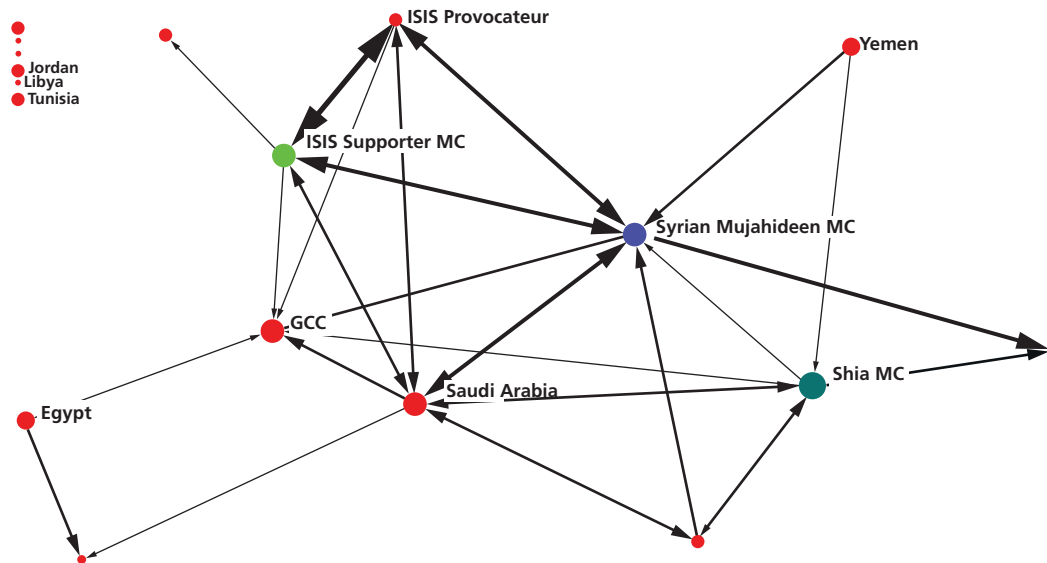 ISIS Provocateur
Yemen
Jordan
Libya
Tunisia
ISIS Supporter MC
Syrian Mujahideen MC
GCC
Shia MC
Saudi Arabia
Egypt